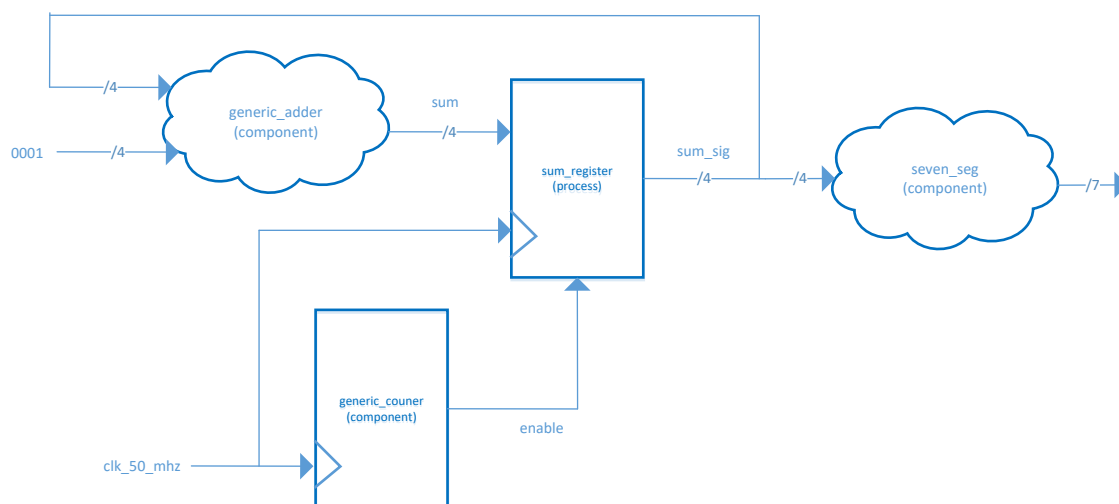 /4
generic_adder
(component)
sum
/4
0001
/4
sum_register
(process)
sum_sig
/4
/4
seven_seg
(component)
/7
generic_couner
(component)
enable
clk_50_mhz